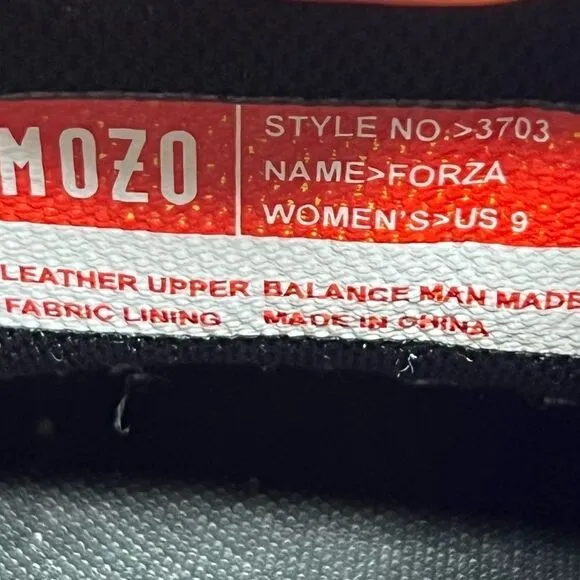 MOZO
STYLE NO.>3703
NAME>FORZA
WOMEN'S>US 9
LEATHER UPPER BALANCE MAN MADE
FABRIC LINING MADE IN CHINA